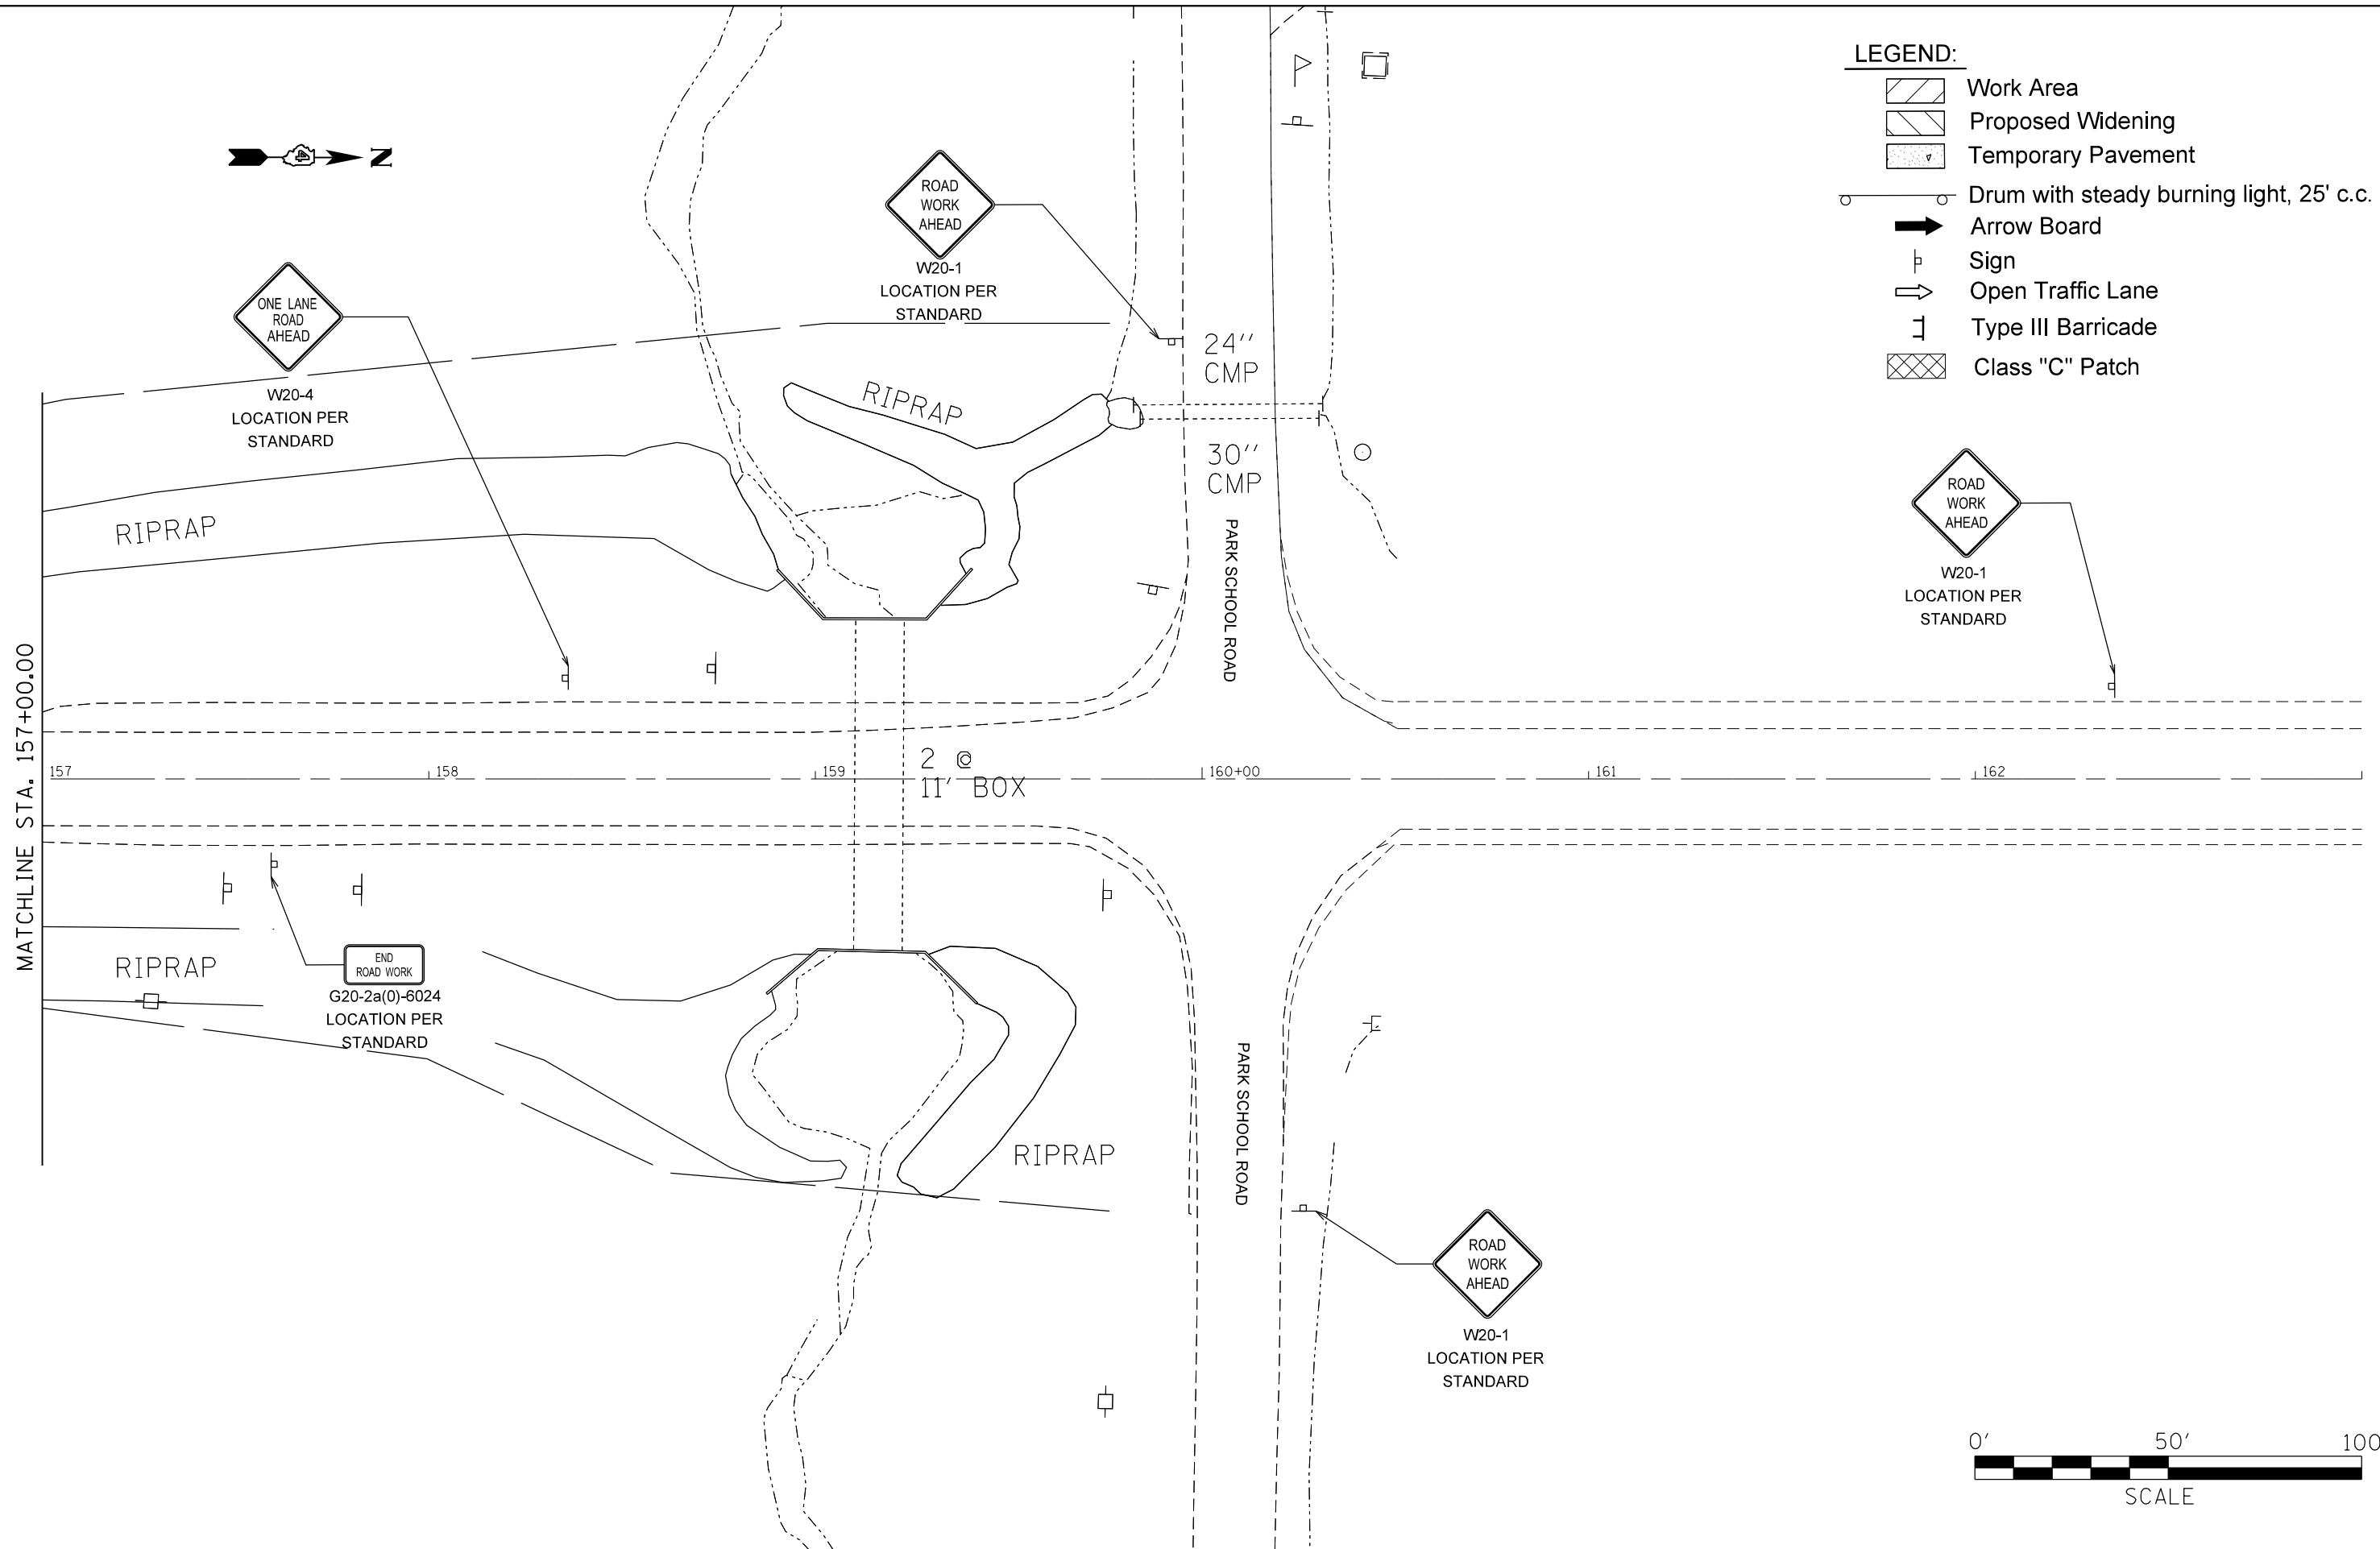 LEGEND:
Work Area
Proposed Widening
Temporary Pavement
Drum with steady burning light, 25' c.c.
Arrow Board
Sign
Open Traffic Lane
Type III Barricade
Class "C" Patch
N
ROAD
WORK
AHEAD
W20-1
LOCATION PER
STANDARD
ONE LANE
ROAD
AHEAD
W20-4
LOCATION PER
STANDARD
24''
CMP
RIPRAP
30''
CMP
RIPRAP
ROAD
WORK
AHEAD
W20-1
LOCATION PER
STANDARD
PARK SCHOOL ROAD
MATCHLINE STA. 157+00.00
157
158
159
2 @
11' BOX
160+00
161
162
RIPRAP
END
ROAD WORK
G20-2a(0)-6024
LOCATION PER
STANDARD
RIPRAP
PARK SCHOOL ROAD
ROAD
WORK
AHEAD
W20-1
LOCATION PER
STANDARD
0' 50' 100
SCALE